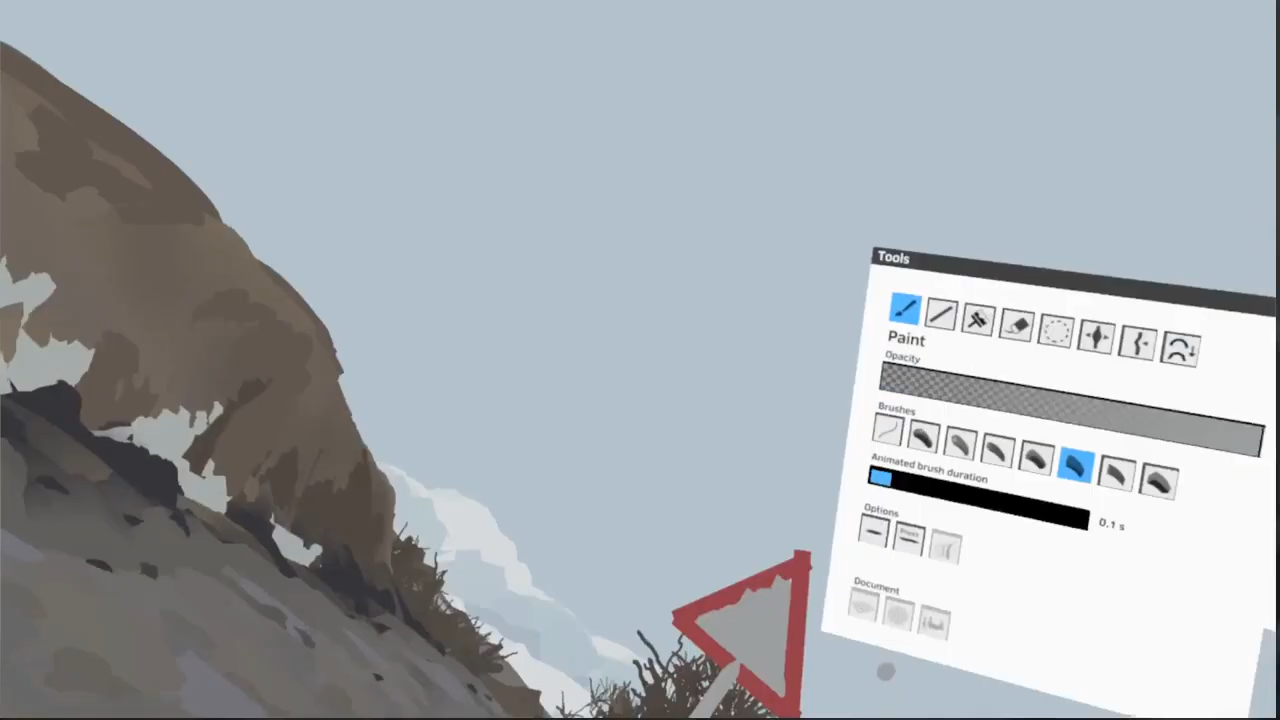 Tools
Paint
Opacity
Brushes
Animated brush duration
0.1 s
Options
Document